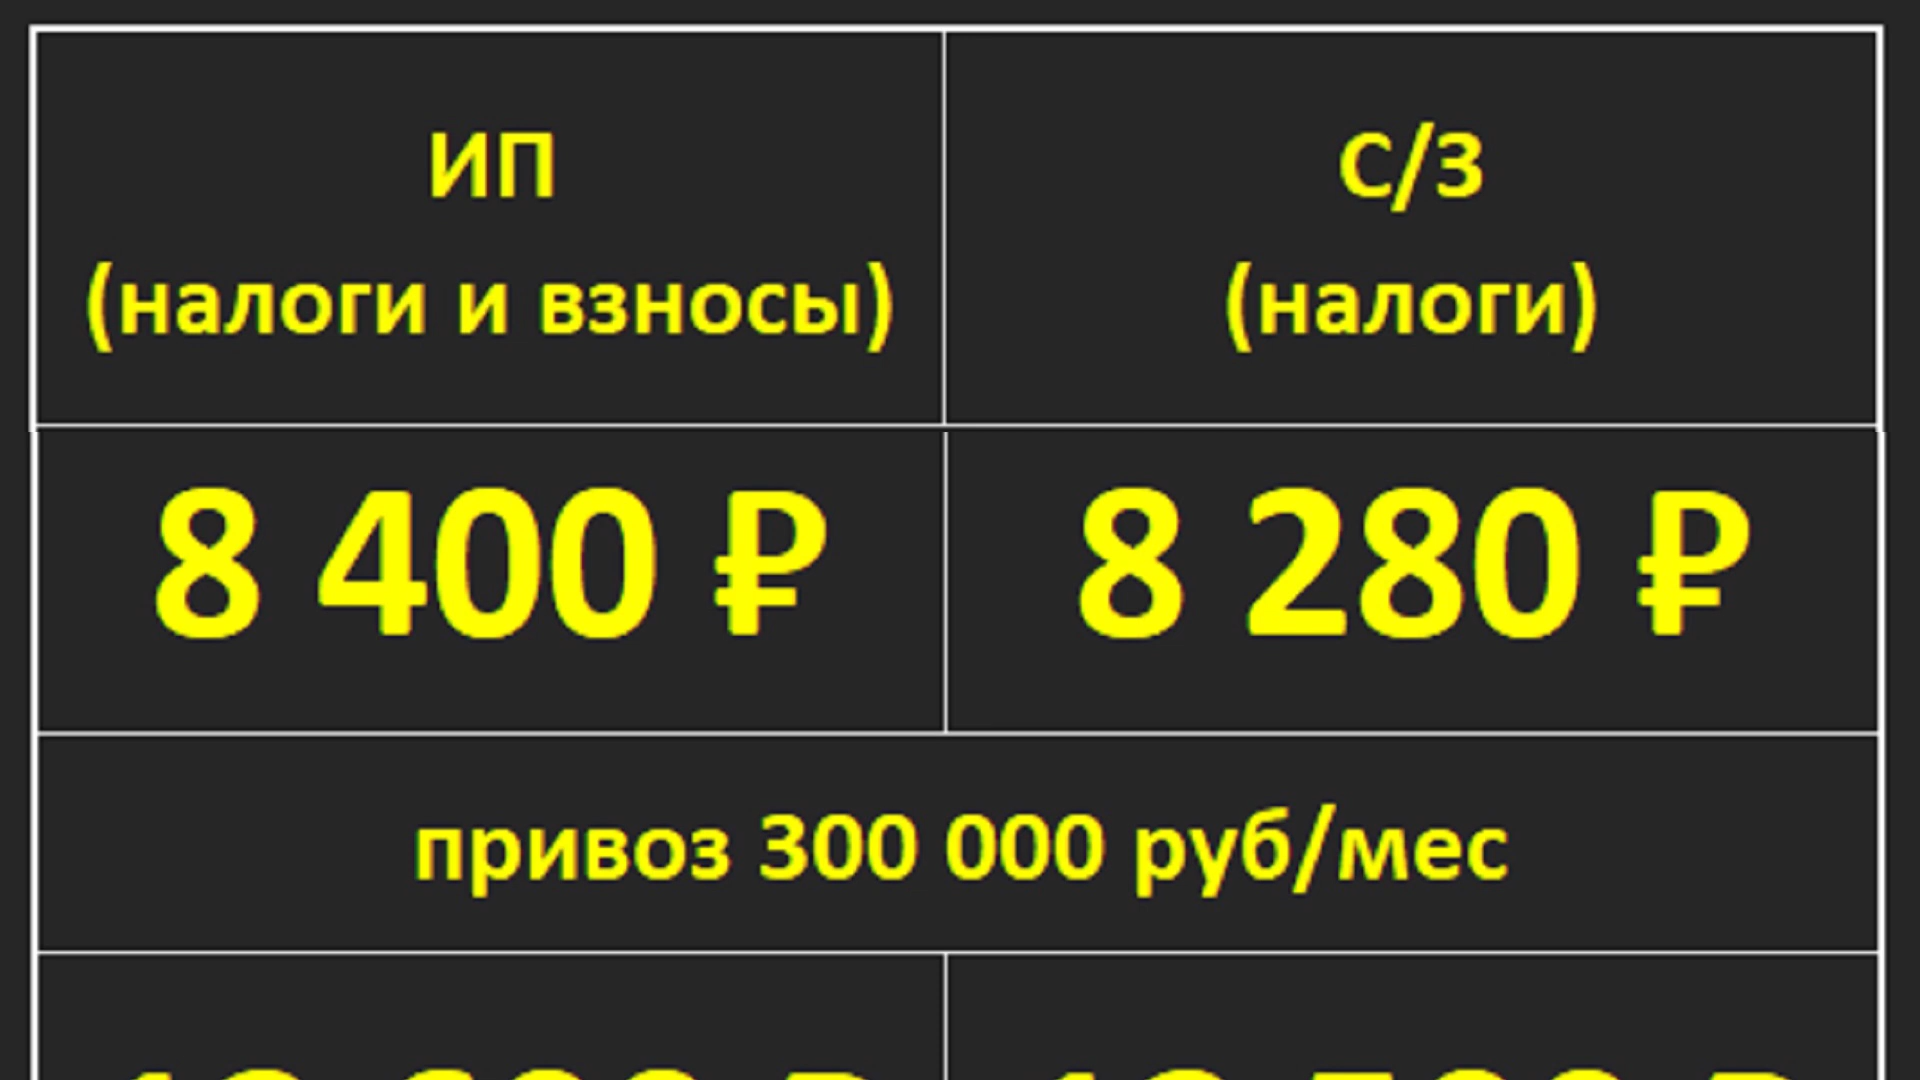 ИП
(налоги и взносы)
С/З
(налоги)
8 400 ₽
8 280 ₽
привоз 300 000 руб/мес